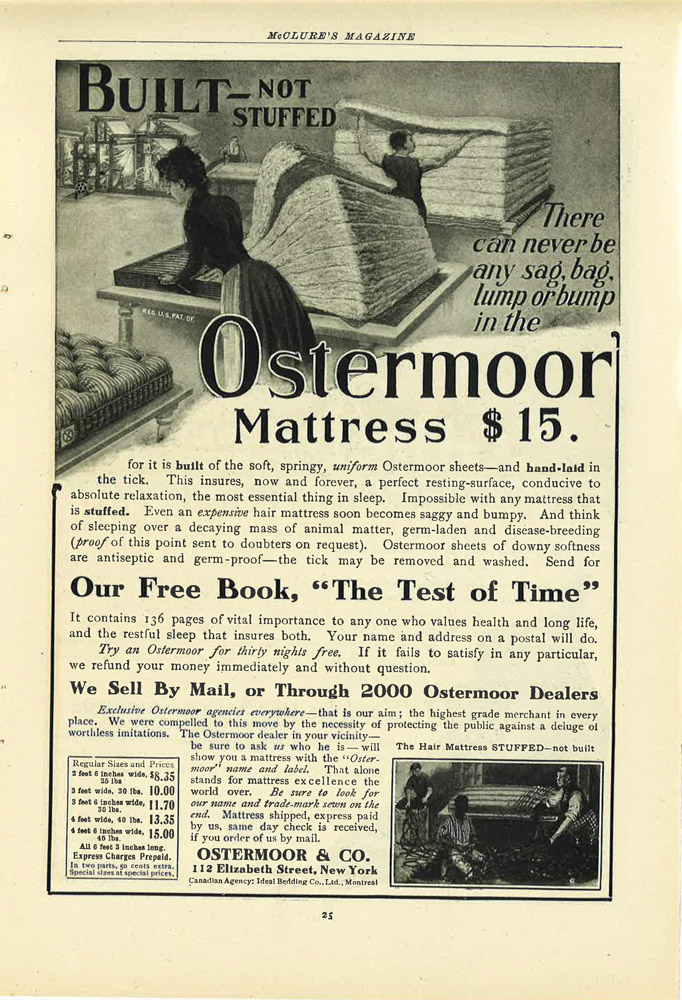 McCLURE'S MAGAZINE
BUILT—NOT
STUFFED
There
can never be
any sag, bag,
lump or bump
in the
REG. U.S. PAT. OF.
Ostermoor
Mattress $15.
for it is built of the soft, springy, uniform Ostermoor sheets—and hand-laid in
the tick. This insures, now and forever, a perfect resting-surface, conducive to
absolute relaxation, the most essential thing in sleep. Impossible with any mattress that
is stuffed. Even an expensive hair mattress soon becomes saggy and bumpy. And think
of sleeping over a decaying mass of animal matter, germ-laden and disease-breeding
(proof of this point sent to doubters on request). Ostermoor sheets of downy softness
are antiseptic and germ-proof—the tick may be removed and washed. Send for
Our Free Book, "The Test of Time"
It contains 136 pages of vital importance to any one who values health and long life,
and the restful sleep that insures both. Your name and address on a postal will do.
Try an Ostermoor for thirty nights free. If it fails to satisfy in any particular,
we refund your money immediately and without question.
We Sell By Mail, or Through 2000 Ostermoor Dealers
Exclusive Ostermoor agencies everywhere—that is our aim; the highest grade merchant in every
place. We were compelled to this move by the necessity of protecting the public against a deluge of
worthless imitations. The Ostermoor dealer in your vicinity—
be sure to ask us who he is—will
show you a mattress with the "Oster-
moor" name and label. That alone
stands for mattress excellence the
world over. Be sure to look for
our name and trade-mark sewn on the
end. Mattress shipped, express paid
by us, same day check is received,
if you order of us by mail.
OSTERMOOR & CO.
112 Elizabeth Street, New York
Canadian Agency: Ideal Bedding Co., Ltd., Montreal
Regular Sizes and Prices
2 feet 6 inches wide, 25 lbs $8.35
3 feet wide, 30 lbs. 10.00
3 feet 6 inches wide, 35 lbs. 11.70
4 feet wide, 40 lbs. 13.35
4 feet 6 inches wide, 45 lbs. 15.00
All 6 feet 3 inches long.
Express Charges Prepaid.
In two parts, 50 cents extra.
Special sizes at special prices.
The Hair Mattress STUFFED—not built
25